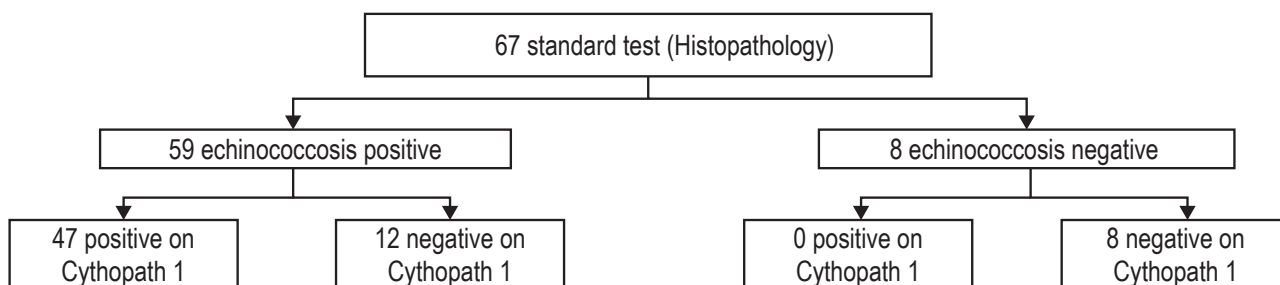 67 standard test (Histopathology)
59 echinococcosis positive
8 echinococcosis negative
47 positive on
Cythopath 1
12 negative on
Cythopath 1
0 positive on
Cythopath 1
8 negative on
Cythopath 1